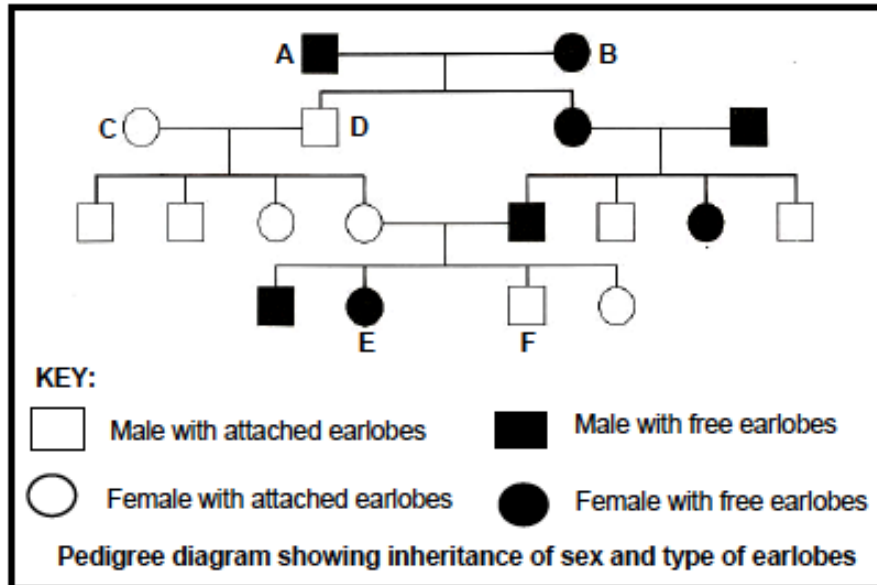 A
B
C
D
E
F
KEY:
Male with attached earlobes
Male with free earlobes
Female with attached earlobes
Female with free earlobes
Pedigree diagram showing inheritance of sex and type of earlobes